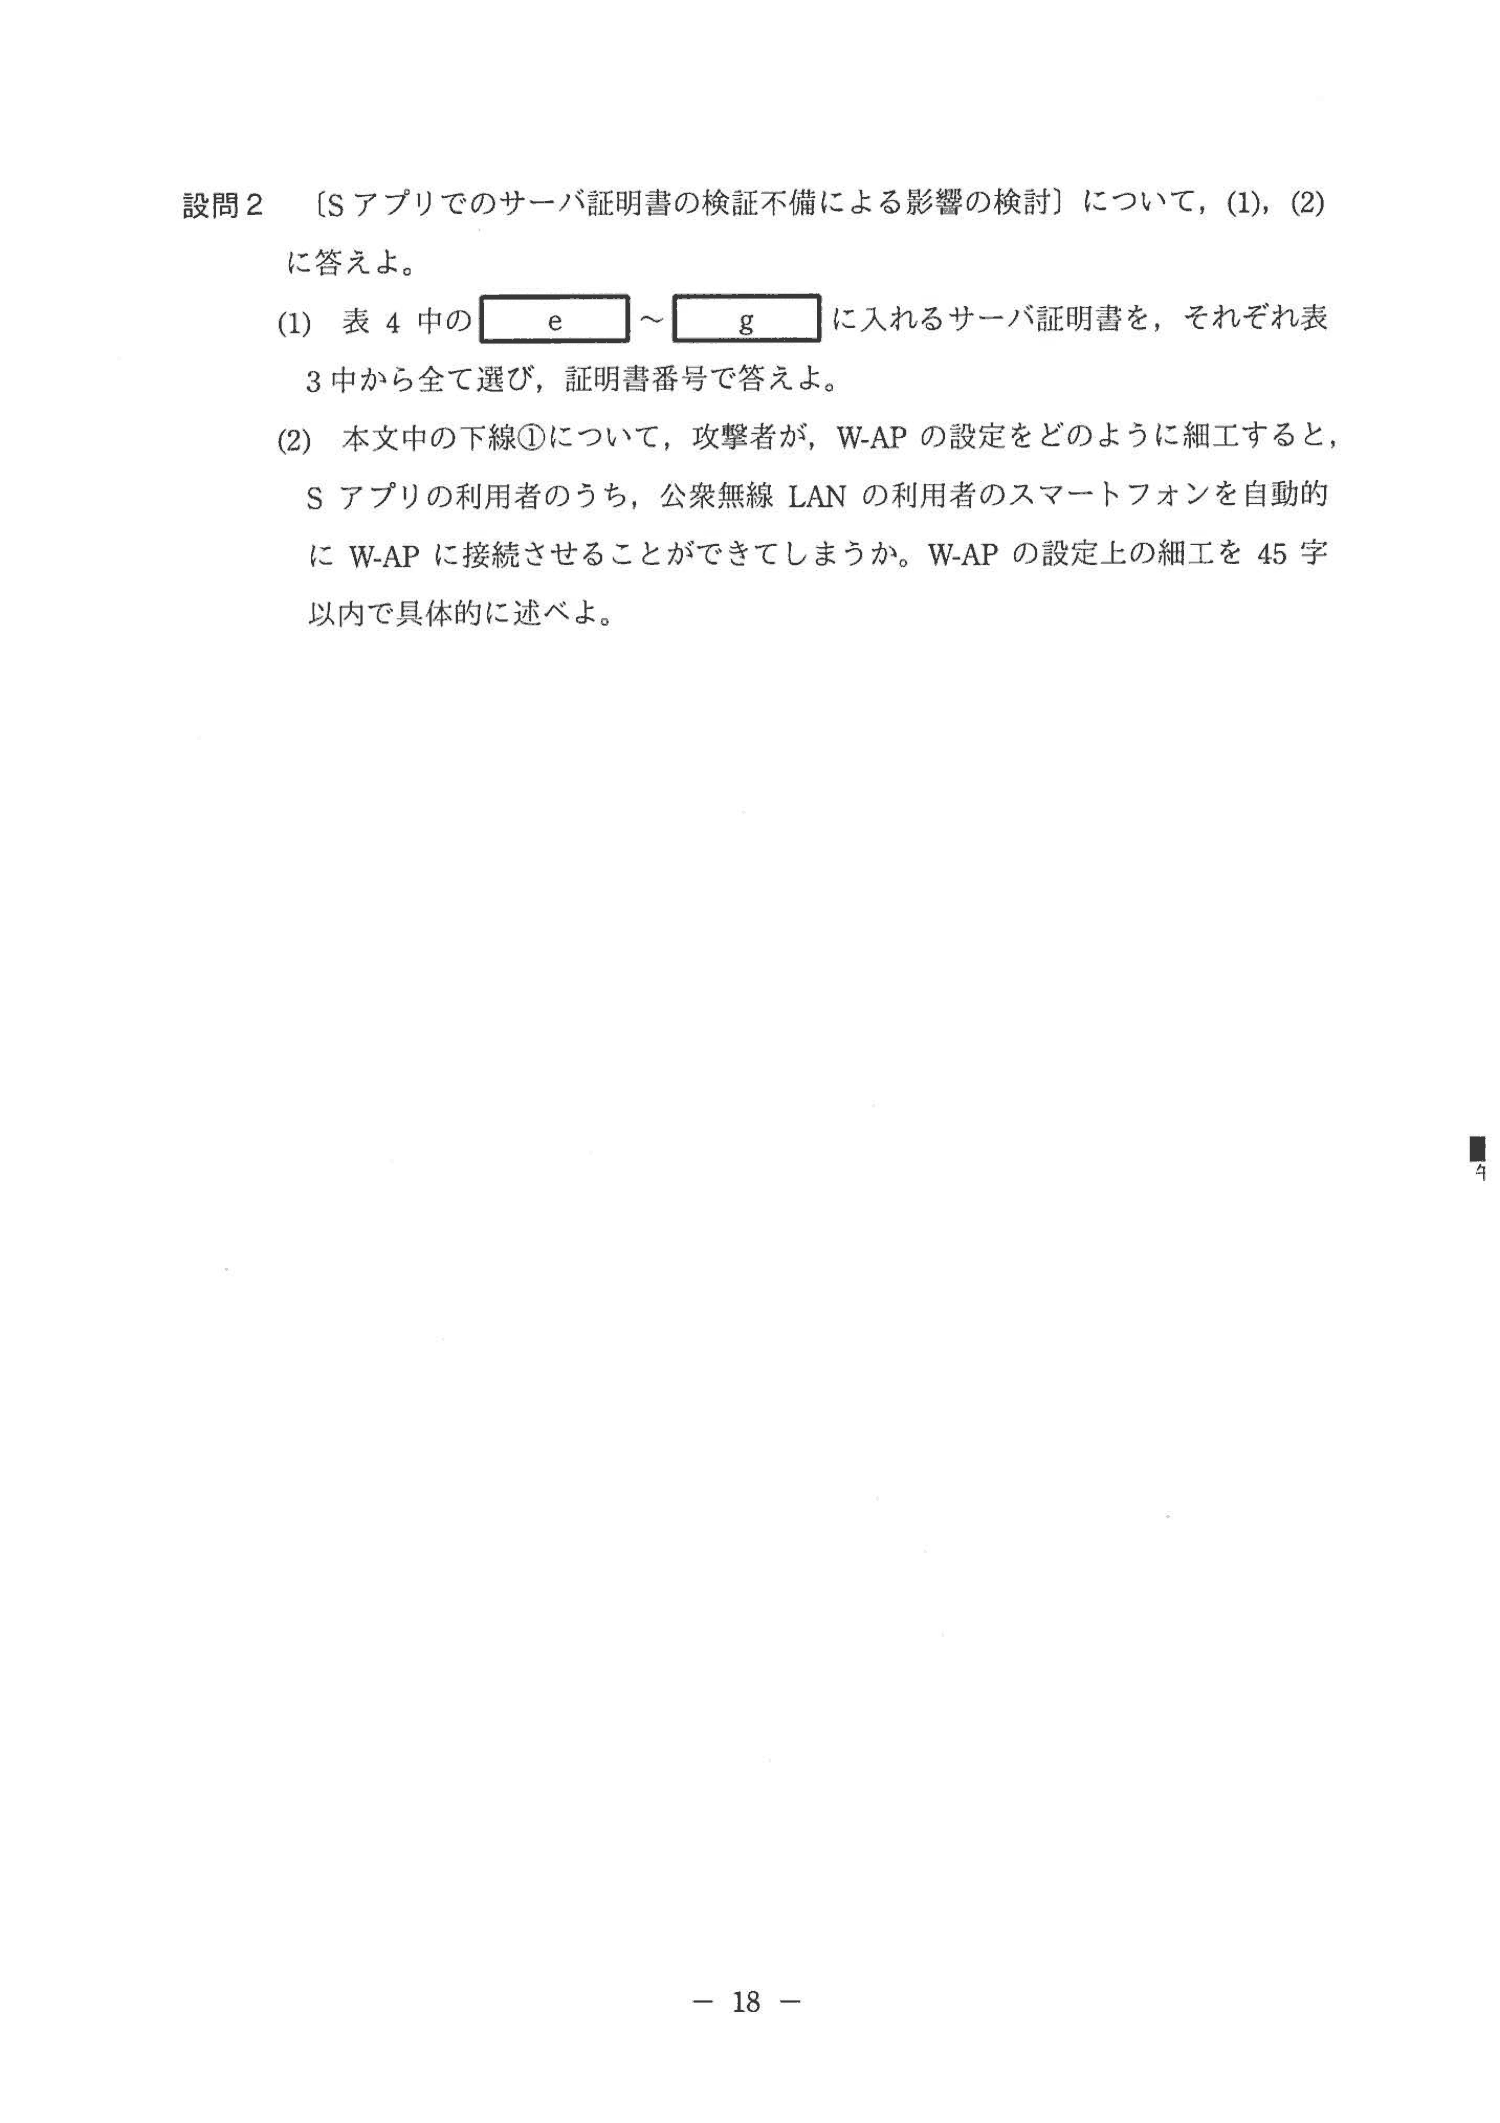 設問2 〔S アプリでのサーバ証明書の検証不備による影響の検討〕について，(1)，(2)
に答えよ。
(1) 表 4 中の e ～ g に入れるサーバ証明書を，それぞれ表
3 中から全て選び，証明書番号で答えよ。
(2) 本文中の下線①について，攻撃者が，W-AP の設定をどのように細工すると，
S アプリの利用者のうち，公衆無線 LAN の利用者のスマートフォンを自動的
に W-AP に接続させることができてしまうか。W-AP の設定上の細工を 45 字
以内で具体的に述べよ。
－ 18 －